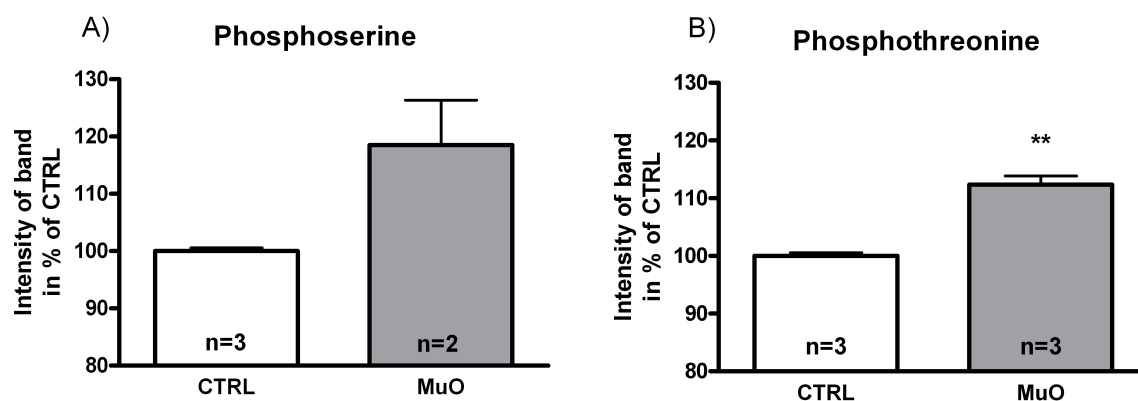 A)
Phosphoserine
Intensity of band
in % of CTRL
130
120
110
100
90
80
n=3
n=2
CTRL
MuO
B)
Phosphothreonine
Intensity of band
in % of CTRL
130
120
110
100
90
80
**
n=3
n=3
CTRL
MuO